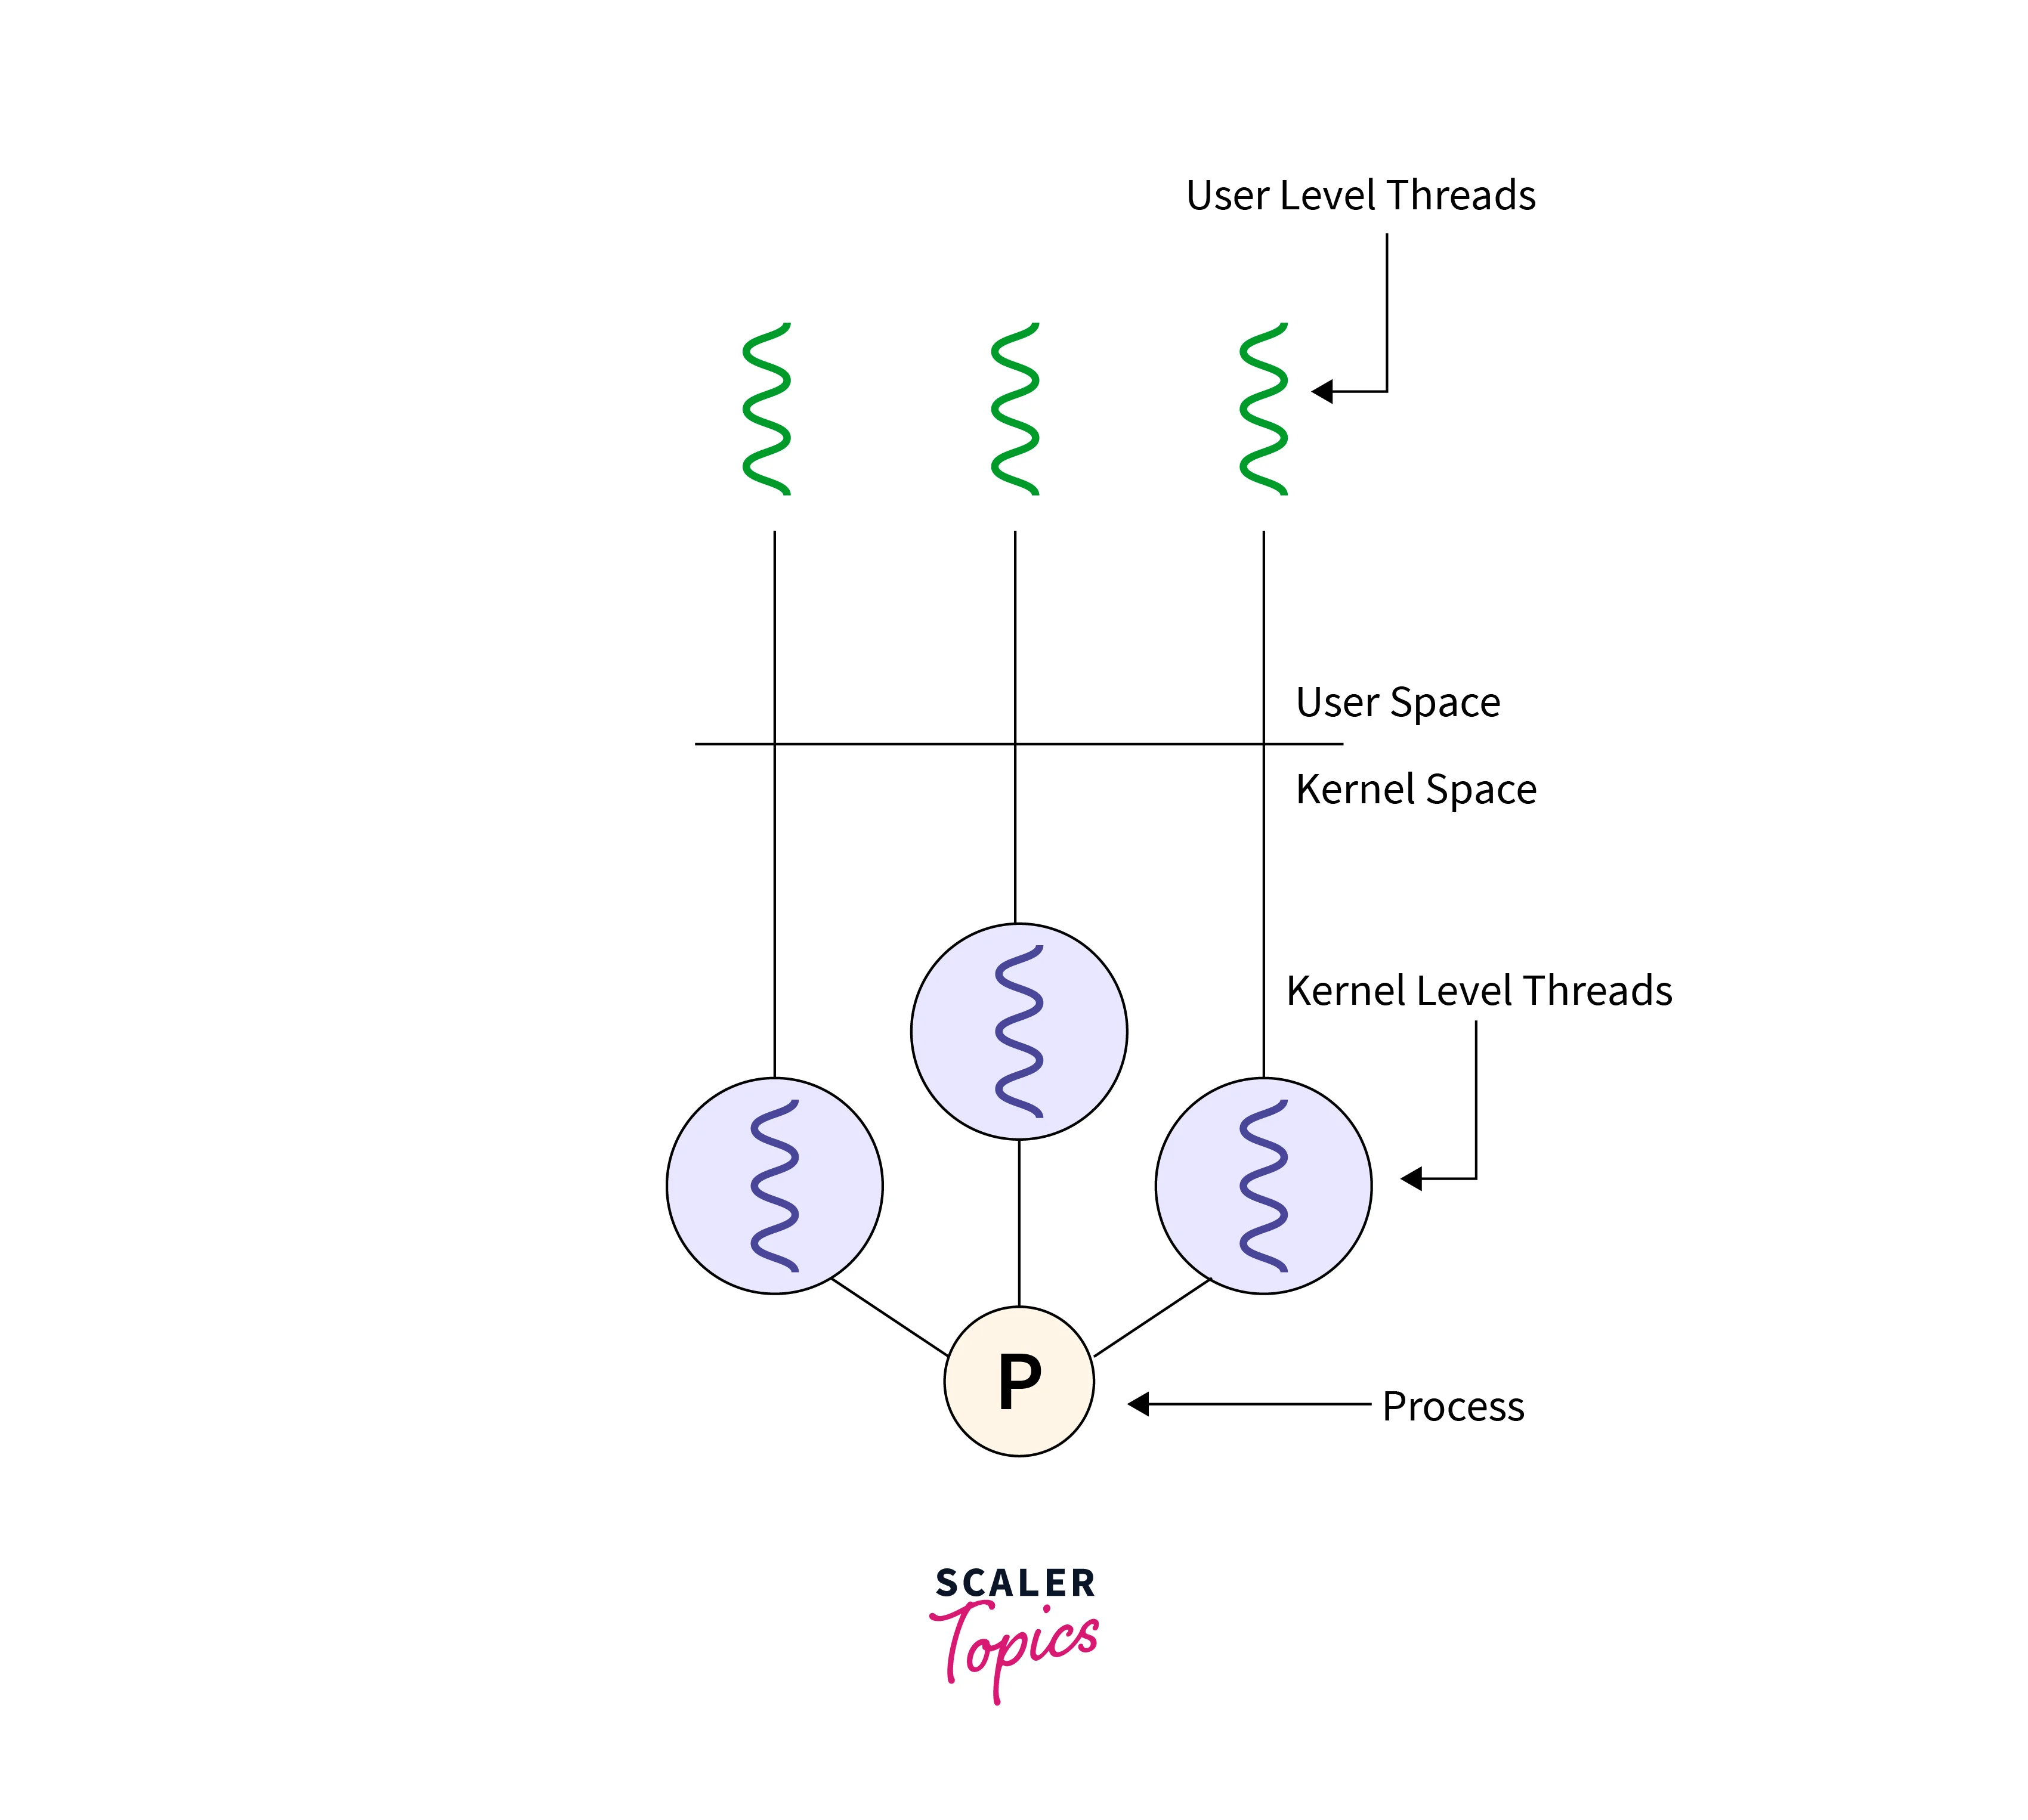 User Level Threads
User Space
Kernel Space
Kernel Level Threads
P
Process
SCALER
Topics